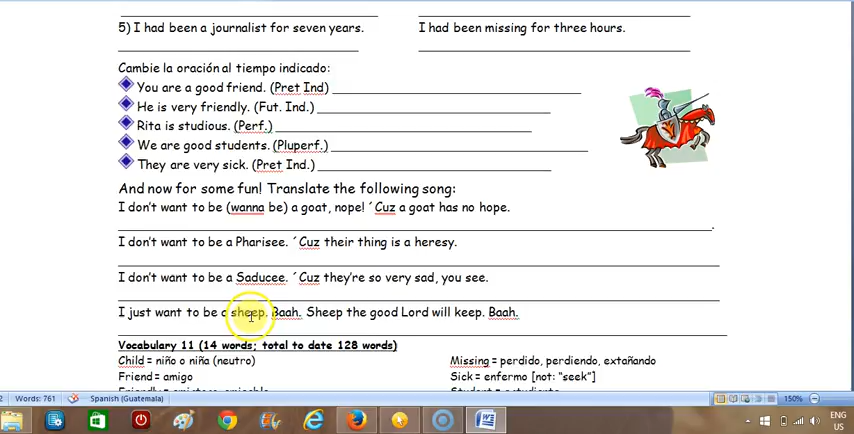 5) I had been a journalist for seven years. I had been missing for three hours.
Cambie la oración al tiempo indicado:
You are a good friend. (Pret Ind)
He is very friendly. (Fut. Ind.)
Rita is studious. (Perf.)
We are good students. (Pluperf.)
They are very sick. (Pret Ind.)
And now for some fun! Translate the following song:
I don't want to be (wanna be) a goat, nope! ´Cuz a goat has no hope.
I don't want to be a Pharisee. ´Cuz their thing is a heresy.
I don't want to be a Saducee. ´Cuz they're so very sad, you see.
I just want to be a sheep. Baah. Sheep the good Lord will keep. Baah.
Vocabulary 11 (14 words; total to date 128 words)
Child = niño o niña (neutro) Missing = perdido, perdiendo, extañando
Friend = amigo Sick = enfermo [not: "seek"]
Words: 761 Spanish (Guatemala) 150%
ENG
US